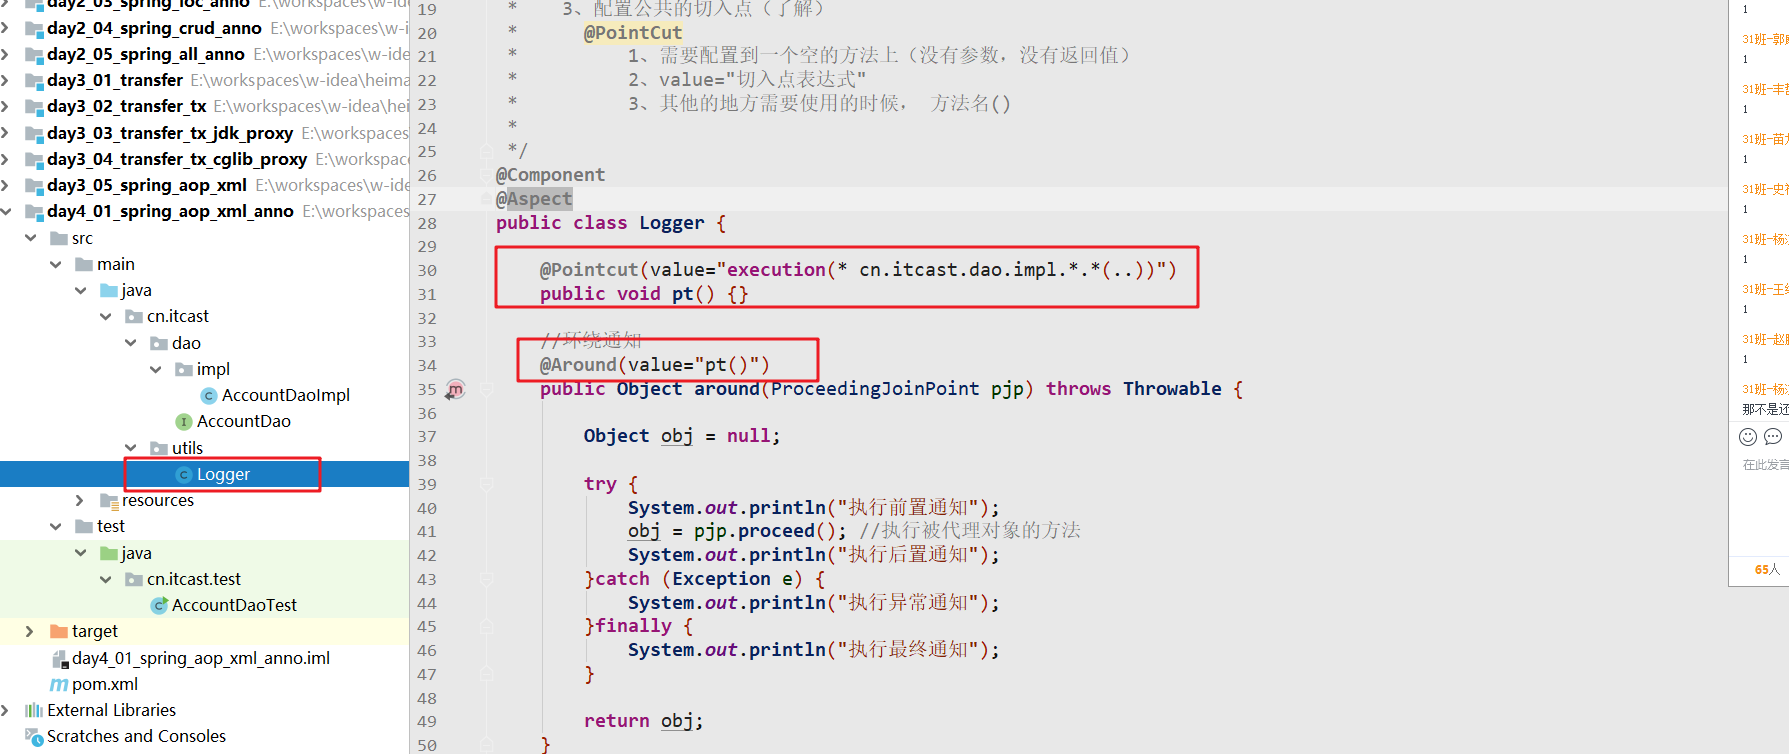 day2_03_spring_ioc_anno E:\workspaces\w-idea
day2_04_spring_crud_anno E:\workspaces\w-i
day2_05_spring_all_anno E:\workspaces\w-ide
day3_01_transfer E:\workspaces\w-idea\heima
day3_02_transfer_tx E:\workspaces\w-idea\hei
day3_03_transfer_tx_jdk_proxy E:\workspaces
day3_04_transfer_tx_cglib_proxy E:\workspac
day3_05_spring_aop_xml E:\workspaces\w-ide
day4_01_spring_aop_xml_anno E:\workspaces
src
main
java
cn.itcast
dao
impl
AccountDaoImpl
AccountDao
utils
Logger
resources
test
java
cn.itcast.test
AccountDaoTest
target
day4_01_spring_aop_xml_anno.iml
pom.xml
External Libraries
Scratches and Consoles
19 * 3、配置公共的切入点（了解）
20 * @PointCut
21 * 1、需要配置到一个空的方法上（没有参数，没有返回值）
22 * 2、value="切入点表达式"
23 * 3、其他的地方需要使用的时候， 方法名()
24 *
25 */
26 @Component
27 @Aspect
28 public class Logger {
29
30 @Pointcut(value="execution(* cn.itcast.dao.impl.*.*(..))")
31 public void pt() {}
32
33 //环绕通知
34 @Around(value="pt()")
35 public Object around(ProceedingJoinPoint pjp) throws Throwable {
36
37 Object obj = null;
38
39 try {
40 System.out.println("执行前置通知");
41 obj = pjp.proceed(); //执行被代理对象的方法
42 System.out.println("执行后置通知");
43 }catch (Exception e) {
44 System.out.println("执行异常通知");
45 }finally {
46 System.out.println("执行最终通知");
47 }
48
49 return obj;
50 }
1
31班-郭
1
31班-丰
1
31班-苗
1
31班-史
1
31班-杨
1
31班-王
1
31班-赵
1
31班-杨
那不是还
在此发言
65人